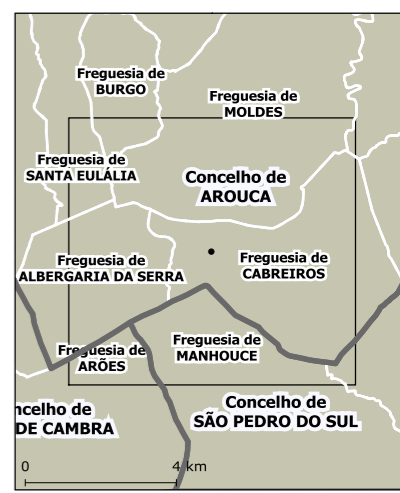 Freguesia de
BURGO
Freguesia de
MOLDES
Freguesia de
SANTA EULÁLIA
Concelho de
AROUCA
Freguesia de
ALBERGARIA DA SERRA
Freguesia de
CABREIROS
Freguesia de
MANHOUCE
Freguesia de
ARÕES
ncelho de
DE CAMBRA
Concelho de
SÃO PEDRO DO SUL
0 4 km